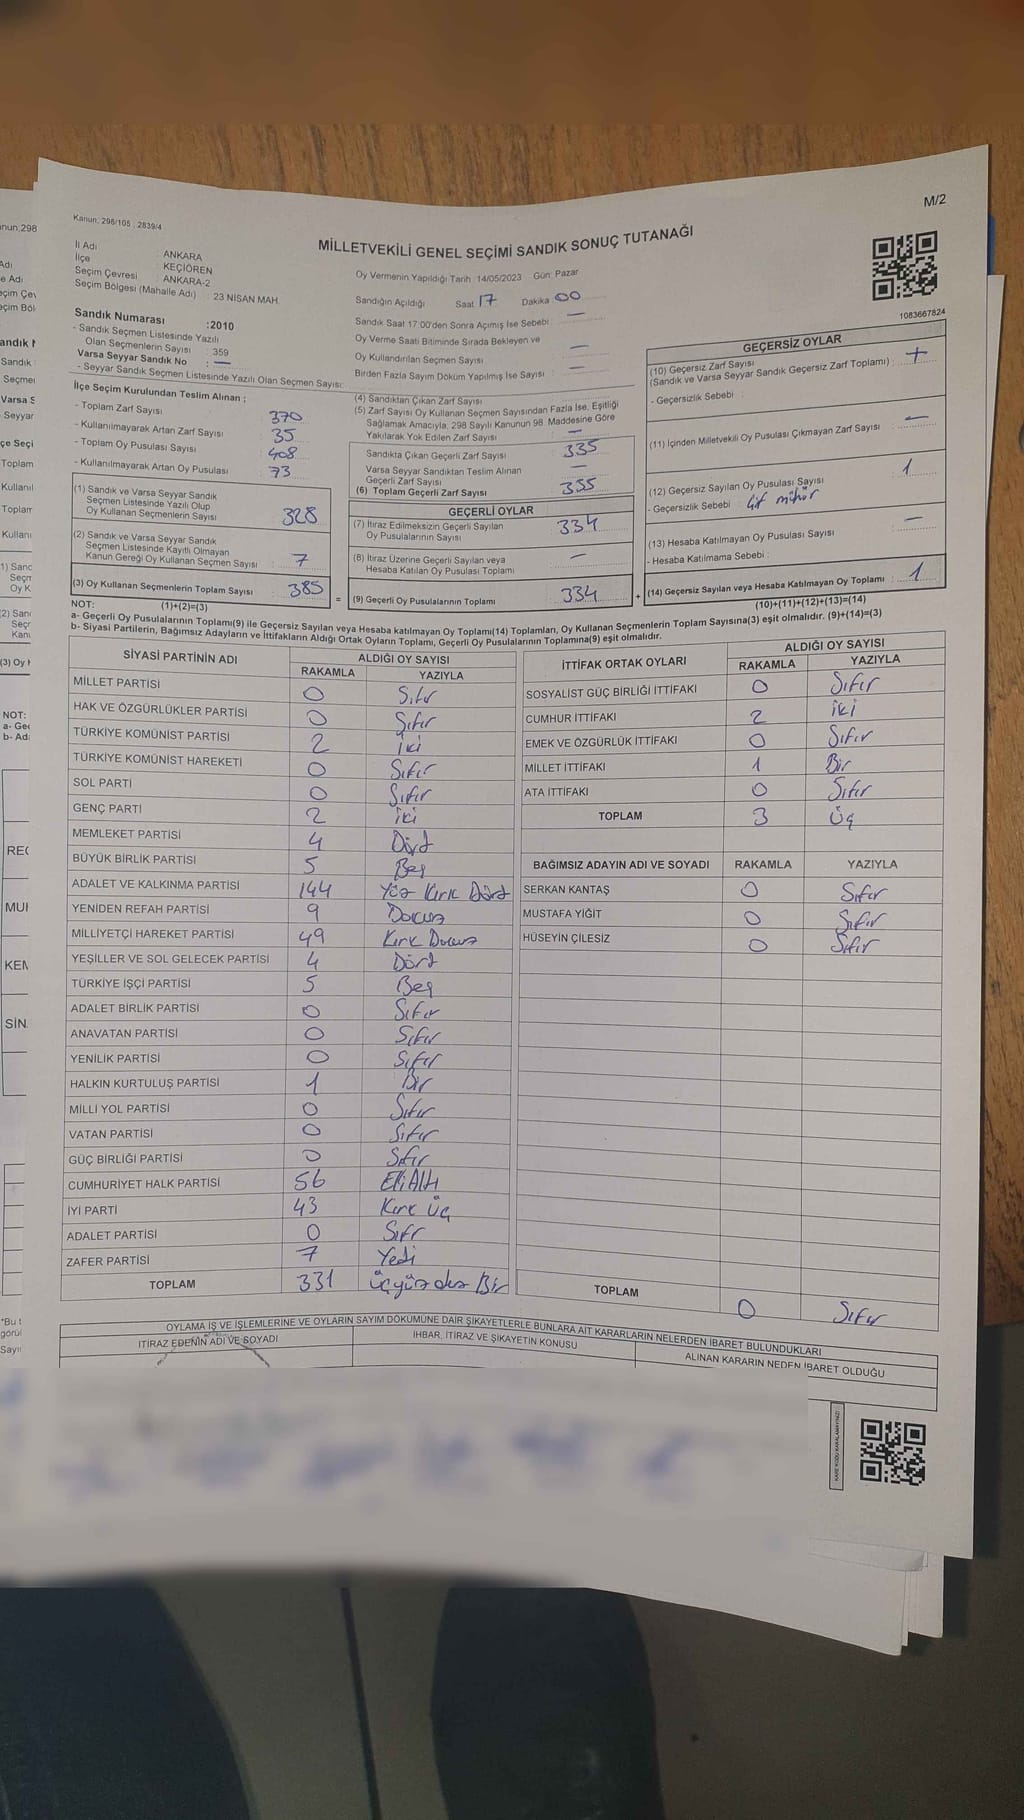 M/2
Kanun: 298/105 , 2839/4
MİLLETVEKİLİ GENEL SEÇİMİ SANDIK SONUÇ TUTANAĞI
İl Adı : ANKARA
İlçe : KEÇİÖREN
Seçim Çevresi : ANKARA-2
Seçim Bölgesi (Mahalle Adı) : 23 NİSAN MAH.
Oy Vermenin Yapıldığı Tarih: 14/05/2023 Gün: Pazar
Sandığın Açıldığı Saat 17 Dakika 00
Sandık Saat 17:00'den Sonra Açılmış İse Sebebi : —
Oy Verme Saati Bitiminde Sırada Bekleyen ve
Oy Kullandırılan Seçmen Sayısı : —
Birden Fazla Sayım Döküm Yapılmış İse Sayısı : —
1083667824
Sandık Numarası :2010
- Sandık Seçmen Listesinde Yazılı
Olan Seçmenlerin Sayısı : 359
Varsa Seyyar Sandık No : —
- Seyyar Sandık Seçmen Listesinde Yazılı Olan Seçmen Sayısı:
İlçe Seçim Kurulundan Teslim Alınan ;
- Toplam Zarf Sayısı : 370
- Kullanılmayarak Artan Zarf Sayısı : 35
- Toplam Oy Pusulası Sayısı : 408
- Kullanılmayarak Artan Oy Pusulası : 73
(1) Sandık ve Varsa Seyyar Sandık
Seçmen Listesinde Yazılı Olup
Oy Kullanan Seçmenlerin Sayısı : 328
(2) Sandık ve Varsa Seyyar Sandık
Seçmen Listesinde Kayıtlı Olmayan
Kanun Gereği Oy Kullanan Seçmen Sayısı : 7
(3) Oy Kullanan Seçmenlerin Toplam Sayısı : 385
(1)+(2)=(3)
(4) Sandıktan Çıkan Zarf Sayısı :
(5) Zarf Sayısı Oy Kullanan Seçmen Sayısından Fazla İse, Eşitliği
Sağlamak Amacıyla, 298 Sayılı Kanunun 98. Maddesine Göre
Yakılarak Yok Edilen Zarf Sayısı : —
Sandıkta Çıkan Geçerli Zarf Sayısı : 335
Varsa Seyyar Sandıktan Teslim Alınan
Geçerli Zarf Sayısı : —
(6) Toplam Geçerli Zarf Sayısı : 335
GEÇERLİ OYLAR
(7) İtiraz Edilmeksizin Geçerli Sayılan
Oy Pusulalarının Sayısı : 334
(8) İtiraz Üzerine Geçerli Sayılan veya
Hesaba Katılan Oy Pusulası Toplamı : —
= (9) Geçerli Oy Pusulalarının Toplamı : 334
GEÇERSİZ OYLAR
(10) Geçersiz Zarf Sayısı
(Sandık ve Varsa Seyyar Sandık Geçersiz Zarf Toplamı) :
- Geçersizlik Sebebi :
(11) İçinden Milletvekili Oy Pusulası Çıkmayan Zarf Sayısı : —
(12) Geçersiz Sayılan Oy Pusulası Sayısı : 1
- Geçersizlik Sebebi : Çift mühür
(13) Hesaba Katılmayan Oy Pusulası Sayısı : —
- Hesaba Katılmama Sebebi :
+ (14) Geçersiz Sayılan veya Hesaba Katılmayan Oy Toplamı : 1
(10)+(11)+(12)+(13)=(14)
NOT:
a- Geçerli Oy Pusulalarının Toplamı(9) ile Geçersiz Sayılan veya Hesaba katılmayan Oy Toplamı(14) Toplamları, Oy Kullanan Seçmenlerin Toplam Sayısına(3) eşit olmalıdır. (9)+(14)=(3)
b- Siyasi Partilerin, Bağımsız Adayların ve İttifakların Aldığı Ortak Oyların Toplamı, Geçerli Oy Pusulalarının Toplamına(9) eşit olmalıdır.
SİYASİ PARTİNİN ADI ALDIĞI OY SAYISI
RAKAMLA YAZIYLA
MİLLET PARTİSİ 0 Sıfır
HAK VE ÖZGÜRLÜKLER PARTİSİ 0 Sıfır
TÜRKİYE KOMÜNİST PARTİSİ 2 iki
TÜRKİYE KOMÜNİST HAREKETİ 0 Sıfır
SOL PARTİ 0 Sıfır
GENÇ PARTİ 2 iki
MEMLEKET PARTİSİ 4 Dört
BÜYÜK BİRLİK PARTİSİ 5 Beş
ADALET VE KALKINMA PARTİSİ 144 Yüz Kırk Dört
YENİDEN REFAH PARTİSİ 9 Dokuz
MİLLİYETÇİ HAREKET PARTİSİ 49 Kırk Dokuz
YEŞİLLER VE SOL GELECEK PARTİSİ 4 Dört
TÜRKİYE İŞÇİ PARTİSİ 5 Beş
ADALET BİRLİK PARTİSİ 0 Sıfır
ANAVATAN PARTİSİ 0 Sıfır
YENİLİK PARTİSİ 0 Sıfır
HALKIN KURTULUŞ PARTİSİ 1 Bir
MİLLİ YOL PARTİSİ 0 Sıfır
VATAN PARTİSİ 0 Sıfır
GÜÇ BİRLİĞİ PARTİSİ 0 Sıfır
CUMHURİYET HALK PARTİSİ 56 Elli Altı
İYİ PARTİ 43 Kırk Üç
ADALET PARTİSİ 0 Sıfır
ZAFER PARTİSİ 7 Yedi
TOPLAM 331 üçyüz otuz Bir
İTTİFAK ORTAK OYLARI ALDIĞI OY SAYISI
RAKAMLA YAZIYLA
SOSYALİST GÜÇ BİRLİĞİ İTTİFAKI 0 Sıfır
CUMHUR İTTİFAKI 2 iki
EMEK VE ÖZGÜRLÜK İTTİFAKI 0 Sıfır
MİLLET İTTİFAKI 1 Bir
ATA İTTİFAKI 0 Sıfır
TOPLAM 3 Üç
BAĞIMSIZ ADAYIN ADI VE SOYADI RAKAMLA YAZIYLA
SERKAN KANTAŞ 0 Sıfır
MUSTAFA YİĞİT 0 Sıfır
HÜSEYİN ÇİLESİZ 0 Sıfır
TOPLAM 0 Sıfır
OYLAMA İŞ VE İŞLEMLERİNE VE OYLARIN SAYIM DÖKÜMÜNE DAİR ŞİKAYETLERLE BUNLARA AİT KARARLARIN NELERDEN İBARET BULUNDUKLARI
İTİRAZ EDENİN ADI VE SOYADI İHBAR, İTİRAZ VE ŞİKAYETİN KONUSU ALINAN KARARIN NEDEN İBARET OLDUĞU
KARE KODU KARALAMAYINIZ!